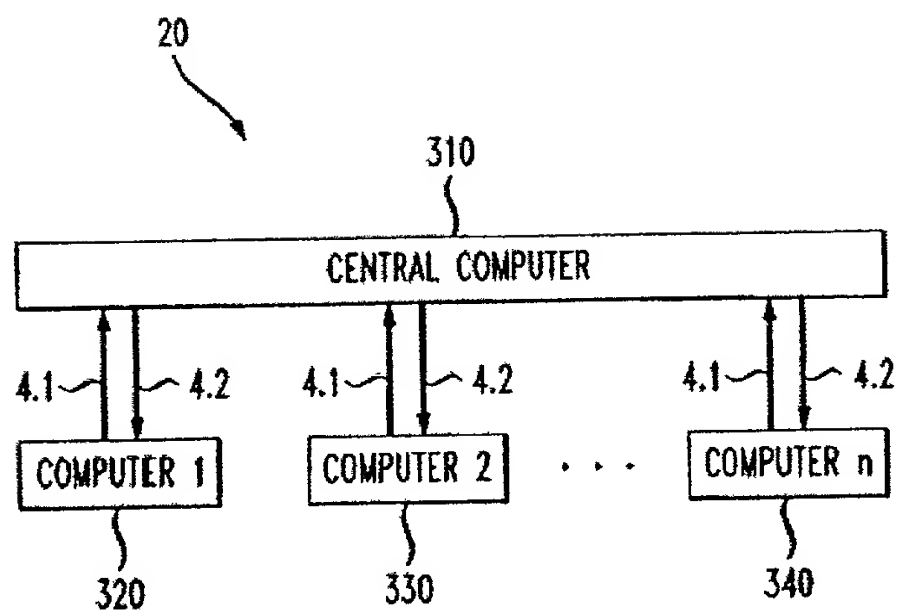 20
310
CENTRAL COMPUTER
4.1 4.2 4.1 4.2 4.1 4.2
COMPUTER 1 COMPUTER 2 . . . COMPUTER n
320 330 340